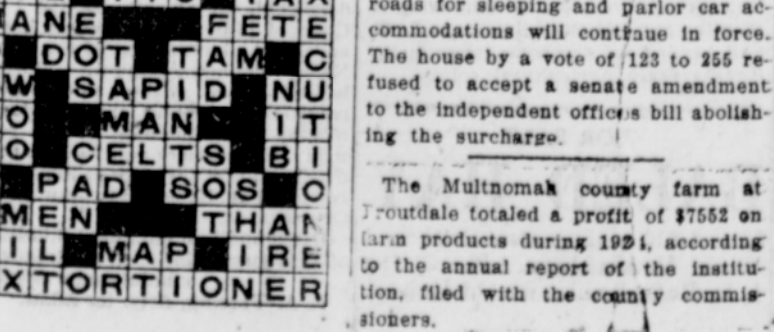 ANE FETE
DOT TAM C
W SAPID NU
O MAN IT
O CELTS BI
PAD SOS O
MEN THAN
IL MAP IRE
XTORTIONER
roads for sleeping and parlor car ac-
commodations will continue in force.
The house by a vote of 123 to 255 re-
fused to accept a senate amendment
to the independent offices bill abolish-
ing the surcharge.
The Multnomah county farm at
Troutdale totaled a profit of $7552 on
farm products during 1924, according
to the annual report of the institu-
tion, filed with the county commis-
sioners.